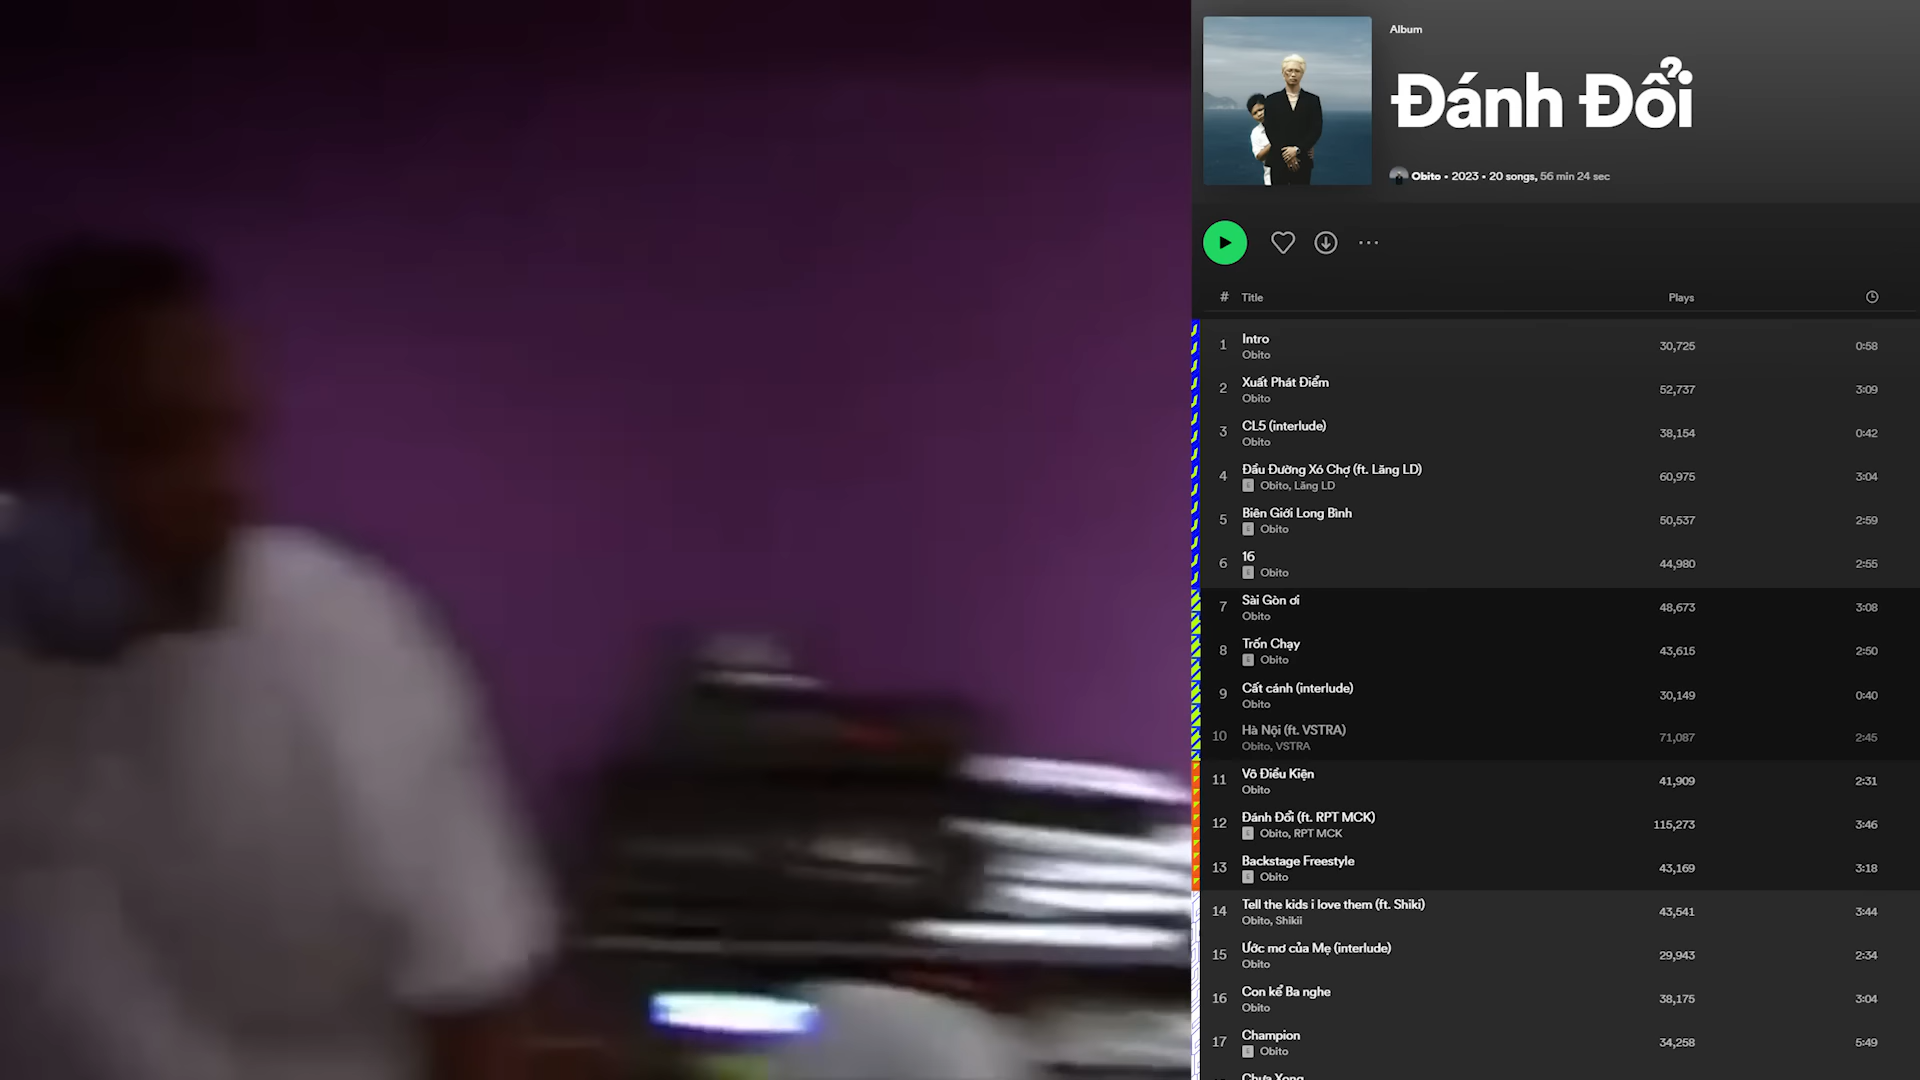 Album
Đánh Đổi
Obito • 2023 • 20 songs, 56 min 24 sec
# Title Plays
1 Intro 30,725 0:58
Obito
2 Xuất Phát Điểm 52,737 3:09
Obito
3 CL5 (interlude) 38,154 0:42
Obito
4 Đầu Đường Xó Chợ (ft. Lăng LD) 60,975 3:04
E Obito, Lăng LD
5 Biên Giới Long Bình 50,537 2:59
E Obito
6 16 44,980 2:55
E Obito
7 Sài Gòn ơi 48,673 3:08
Obito
8 Trốn Chạy 43,615 2:50
E Obito
9 Cất cánh (interlude) 30,149 0:40
Obito
10 Hà Nội (ft. VSTRA) 71,087 2:45
Obito, VSTRA
11 Vô Điều Kiện 41,909 2:31
Obito
12 Đánh Đổi (ft. RPT MCK) 115,273 3:46
E Obito, RPT MCK
13 Backstage Freestyle 43,169 3:18
E Obito
14 Tell the kids i love them (ft. Shiki) 43,541 3:44
Obito, Shikii
15 Ước mơ của Mẹ (interlude) 29,943 2:34
Obito
16 Con kể Ba nghe 38,175 3:04
Obito
17 Champion 34,258 5:49
E Obito
Chưa Xong